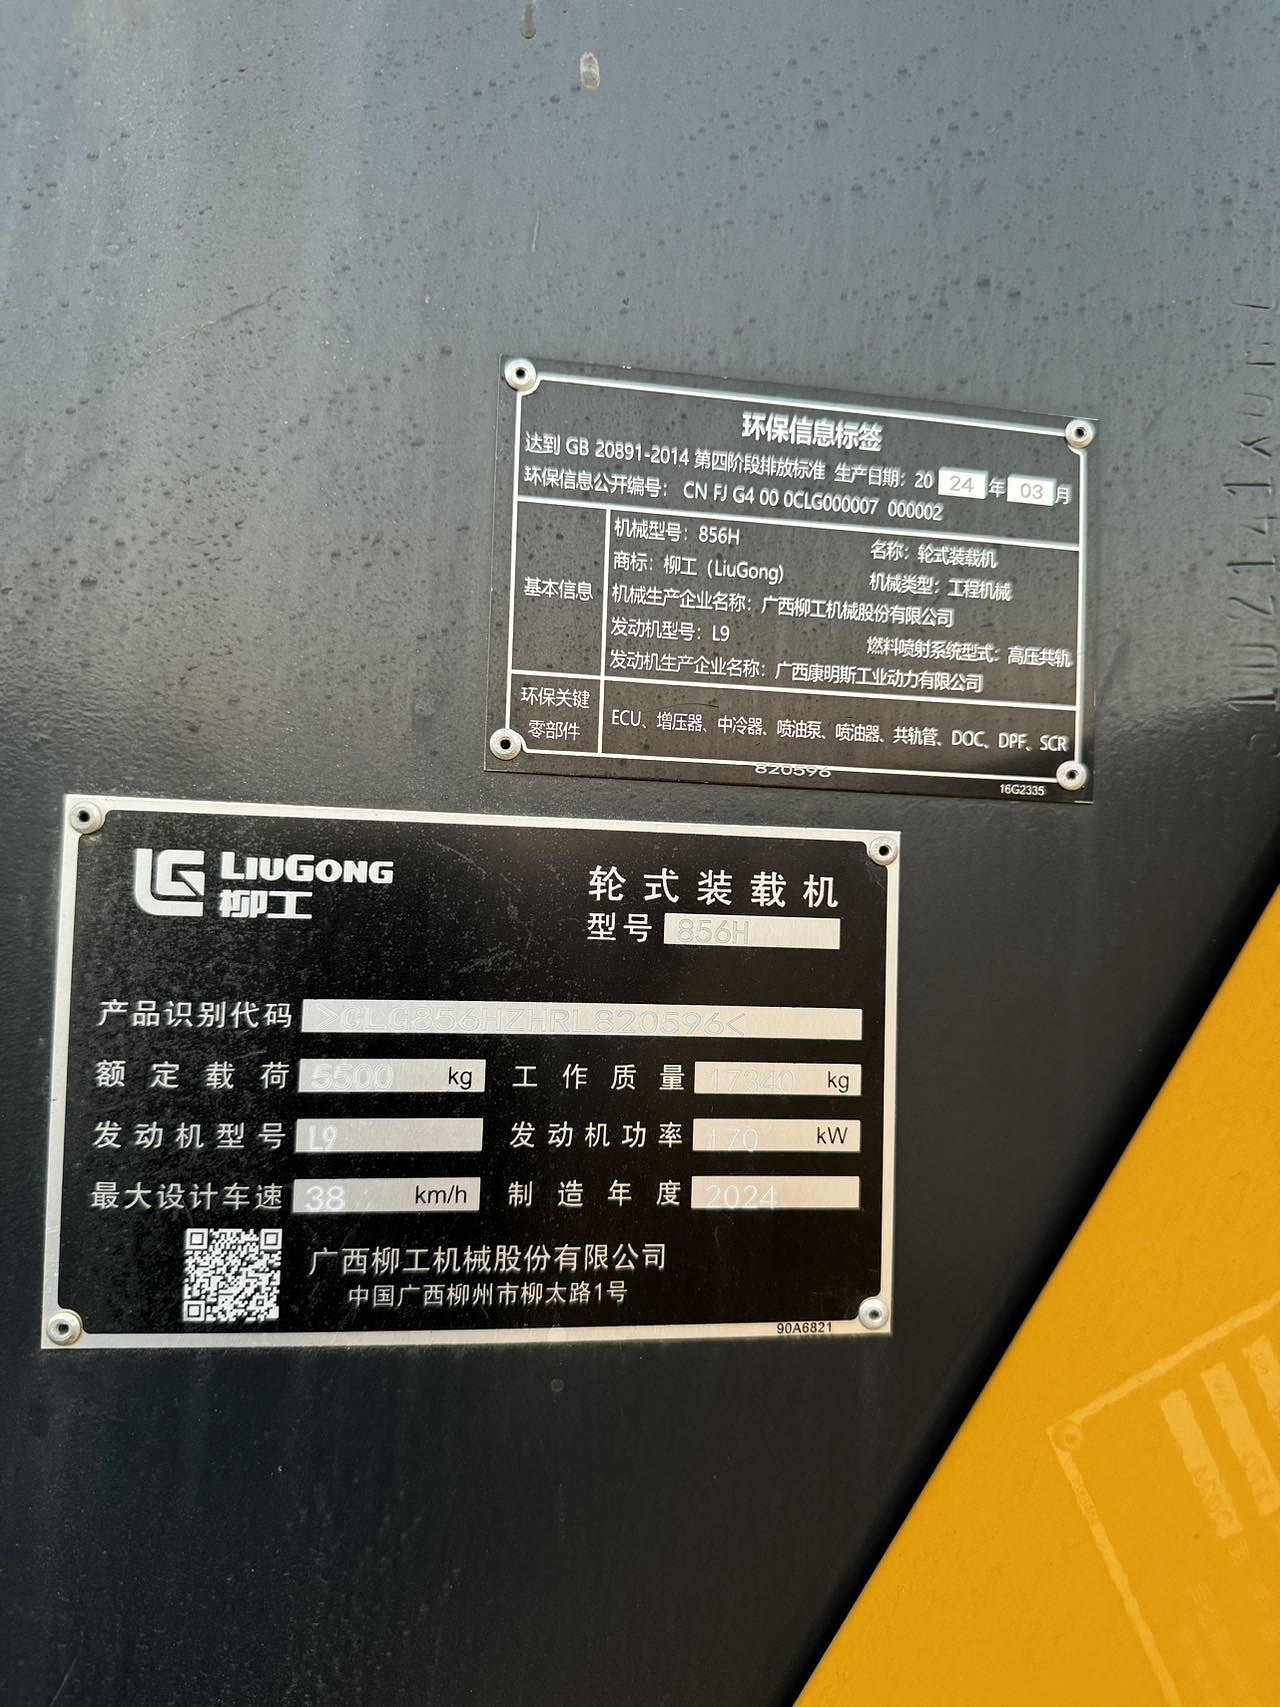 环保信息标签
达到 GB 20891-2014 第四阶段排放标准 生产日期：20 24 年 03 月
环保信息公开编号： CN FJ G4 00 0CLG000007 000002
基本信息
机械型号：856H 名称：轮式装载机
商标：柳工（LiuGong） 机械类型：工程机械
机械生产企业名称：广西柳工机械股份有限公司
发动机型号：L9 燃料喷射系统型式：高压共轨
发动机生产企业名称：广西康明斯工业动力有限公司
环保关键
零部件
ECU、增压器、中冷器、喷油泵、喷油器、共轨管、DOC、DPF、SCR
820596
16G2335
LG LIUGONG
柳工
轮式装载机
型号 856H
产品识别代码 >CLG856HZHRL820596<
额定载荷 5500 kg 工作质量 17340 kg
发动机型号 L9 发动机功率 170 kW
最大设计车速 38 km/h 制造年度 2024
广西柳工机械股份有限公司
中国广西柳州市柳太路1号
90A6821